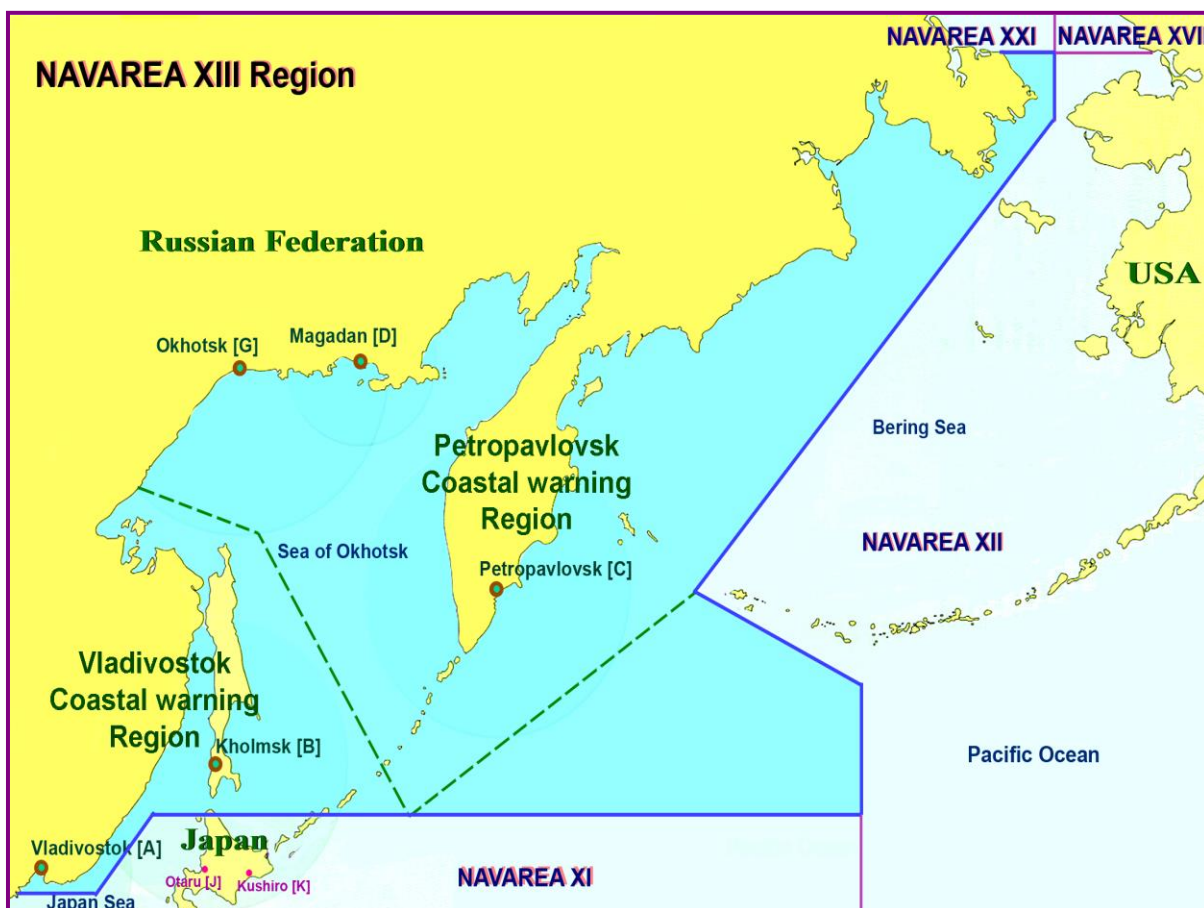 NAVAREA XXI
NAVAREA XVII
NAVAREA XIII Region
Russian Federation
USA
Okhotsk [G]
Magadan [D]
Petropavlovsk
Coastal warning
Region
Bering Sea
Sea of Okhotsk
NAVAREA XII
Petropavlovsk [C]
Vladivostok
Coastal warning
Region
Kholmsk [B]
Pacific Ocean
Japan
Vladivostok [A]
Otaru [J]
Kushiro [K]
NAVAREA XI
Japan Sea